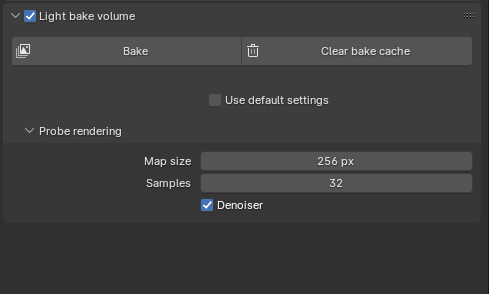 Light bake volume
Bake
Clear bake cache
Use default settings
Probe rendering
Map size
256 px
Samples
32
Denoiser